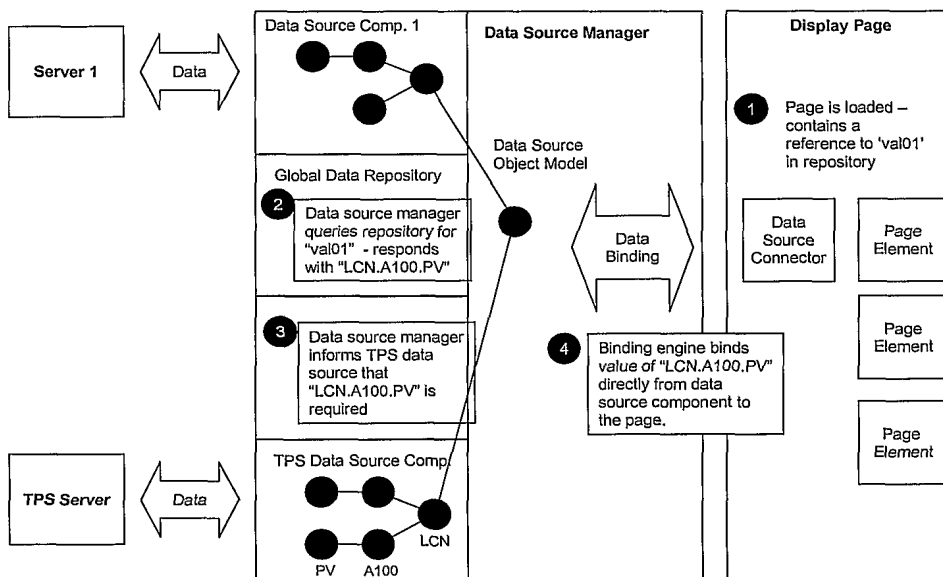 Server 1
Data
Data Source Comp. 1
Data Source Manager
Display Page
1
Page is loaded –
contains a
reference to 'val01'
in repository
Data Source
Object Model
Global Data Repository
2
Data source manager
queries repository for
"val01" - responds
with "LCN.A100.PV"
Data
Binding
Data
Source
Connector
Page
Element
Page
Element
Page
Element
3
Data source manager
informs TPS data
source that
"LCN.A100.PV" is
required
4
Binding engine binds
value of "LCN.A100.PV"
directly from data
source component to
the page.
TPS Server
Data
TPS Data Source Comp.
LCN
PV
A100